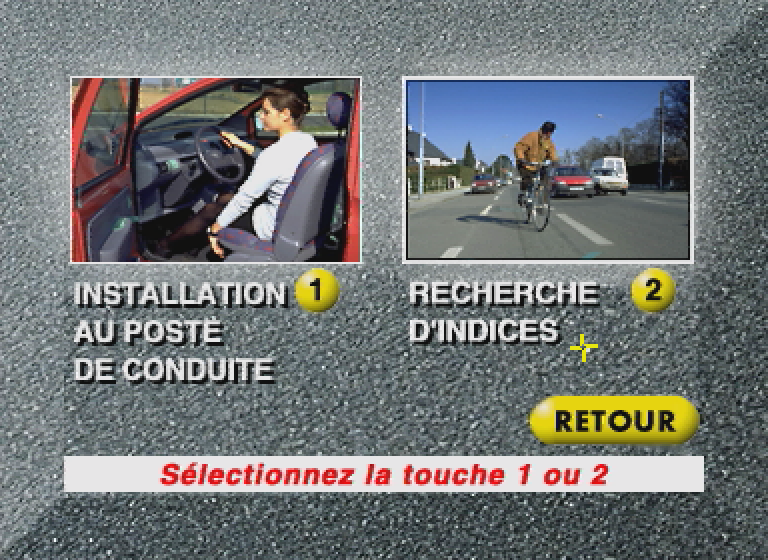 INSTALLATION 1
AU POSTE
DE CONDUITE
RECHERCHE 2
D'INDICES
RETOUR
Sélectionnez la touche 1 ou 2